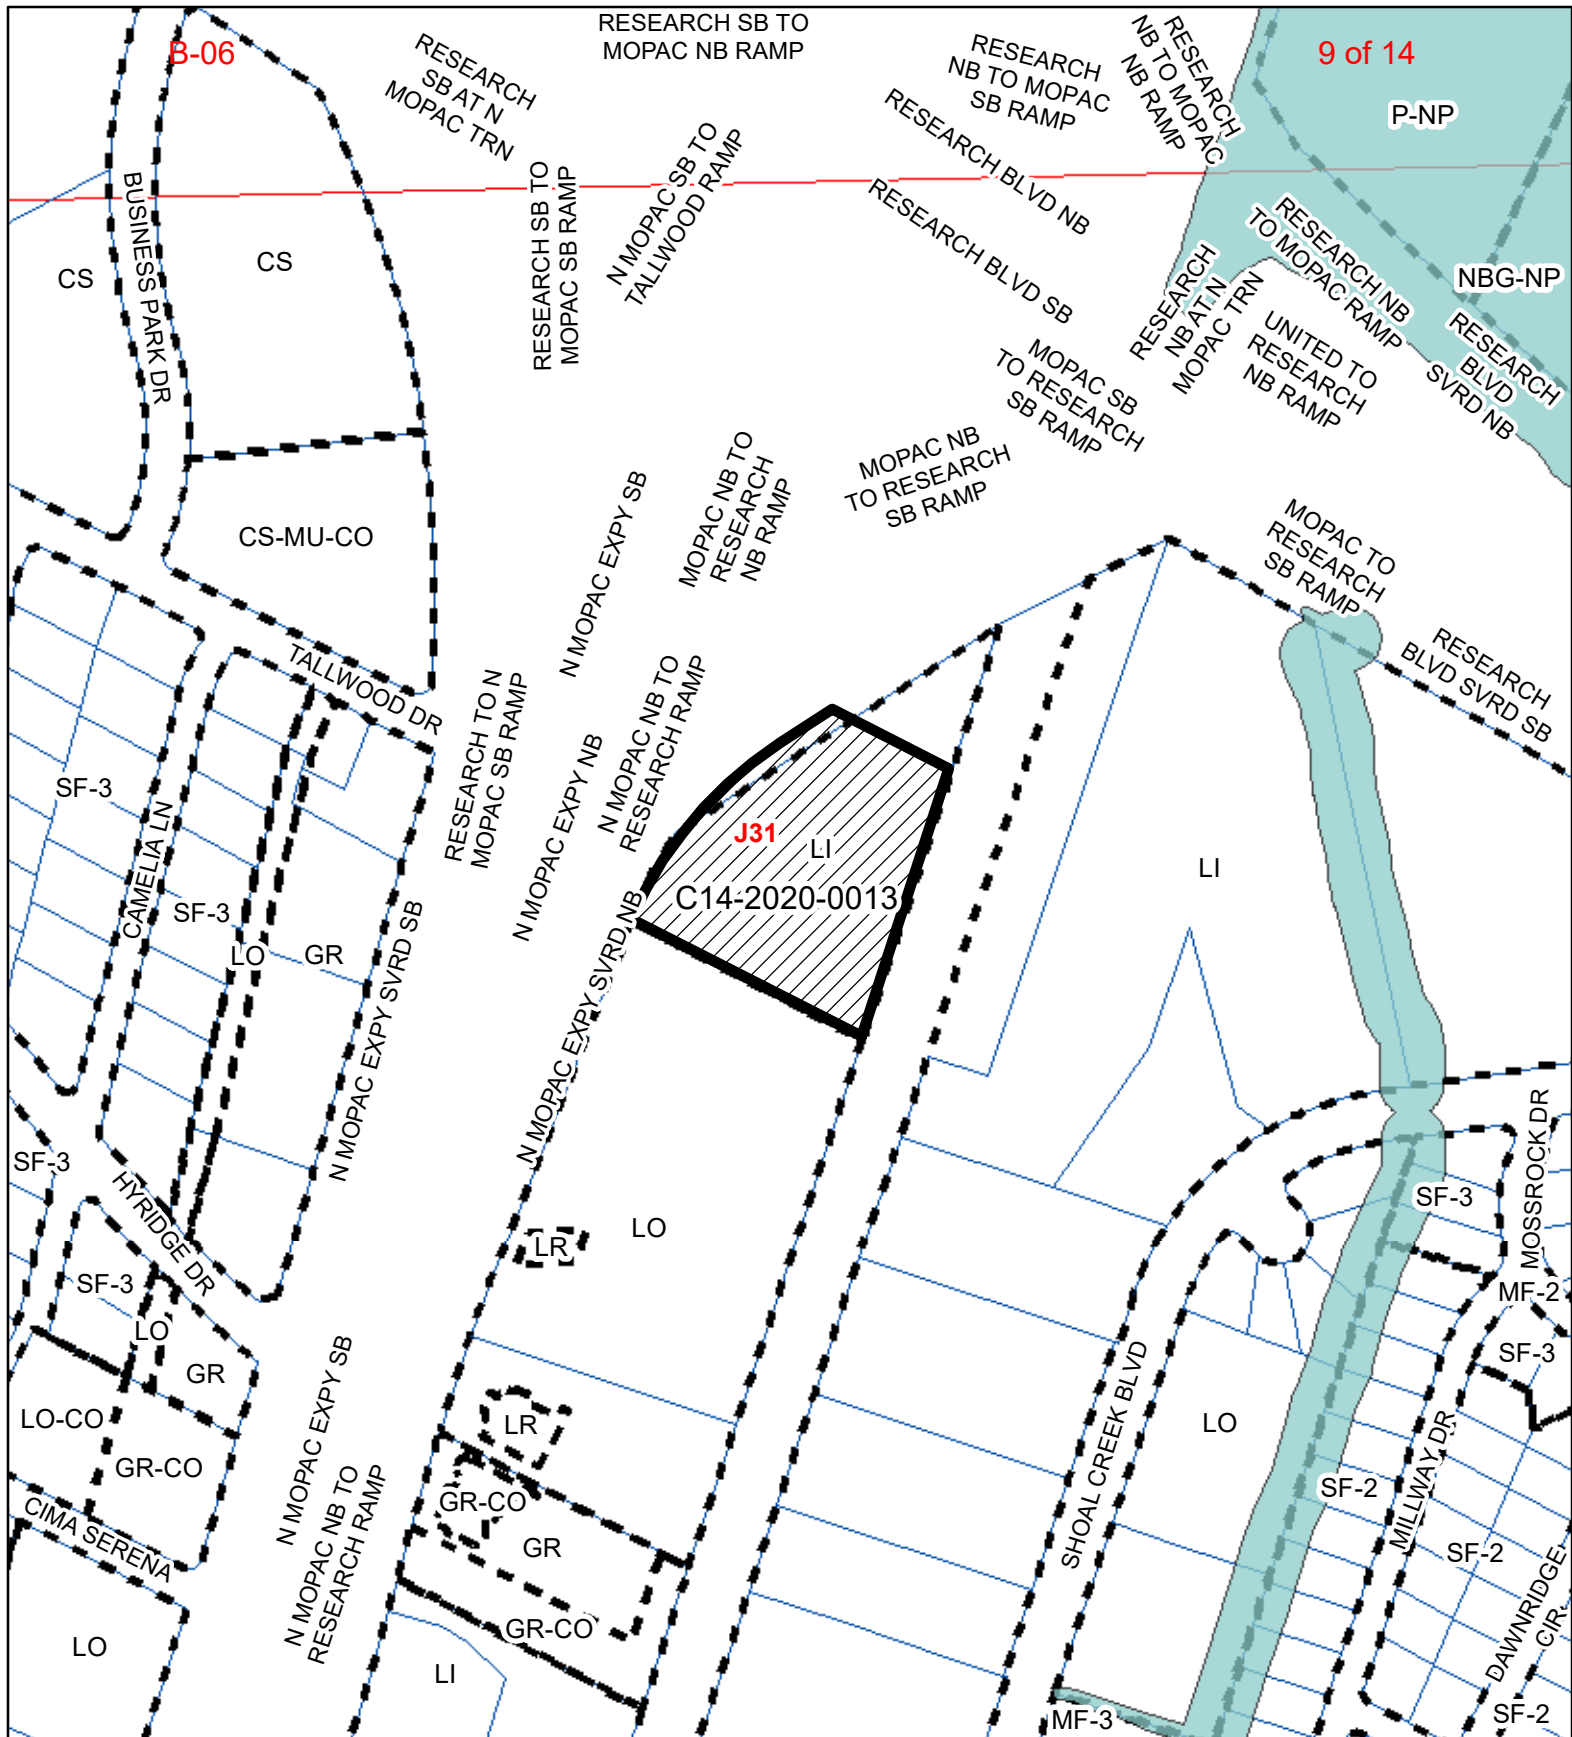 B-06
9 of 14
RESEARCH SB TO
MOPAC NB RAMP
RESEARCH
SB AT N
MOPAC TRN
RESEARCH
NB TO MOPAC
SB RAMP
RESEARCH
NB TO MOPAC
NB RAMP
P-NP
RESEARCH BLVD NB
RESEARCH SB TO
MOPAC SB RAMP
N MOPAC SB TO
TALLWOOD RAMP
RESEARCH BLVD SB
BUSINESS PARK DR
CS
CS
RESEARCH
NB AT N
MOPAC TRN
RESEARCH NB
TO MOPAC RAMP
NBG-NP
RESEARCH
BLVD
SVRD NB
UNITED TO
RESEARCH
NB RAMP
MOPAC SB
TO RESEARCH
SB RAMP
MOPAC NB
TO RESEARCH
SB RAMP
MOPAC NB TO
RESEARCH
NB RAMP
N MOPAC EXPY SB
CS-MU-CO
MOPAC TO
RESEARCH
SB RAMP
RESEARCH
BLVD SVRD SB
TALLWOOD DR
RESEARCH TO N
MOPAC SB RAMP
N MOPAC NB TO
RESEARCH RAMP
N MOPAC EXPY NB
SF-3
CAMELIA LN
SF-3
LO
GR
N MOPAC EXPY SVRD SB
J31
LI
C14-2020-0013
LI
N MOPAC EXPY SVRD NB
SF-3
HYRIDGE DR
SF-3
LO
GR
LO-CO
GR-CO
CIMA SERENA
LO
N MOPAC EXPY SB
N MOPAC NB TO
RESEARCH RAMP
LR
LO
LR
GR-CO
GR
GR-CO
LI
SHOAL CREEK BLVD
LO
MF-3
SF-3
MOSSROCK DR
MF-2
SF-3
SF-2
MILLWAY DR
SF-2
DAWNRIDGE
CIR
SF-2